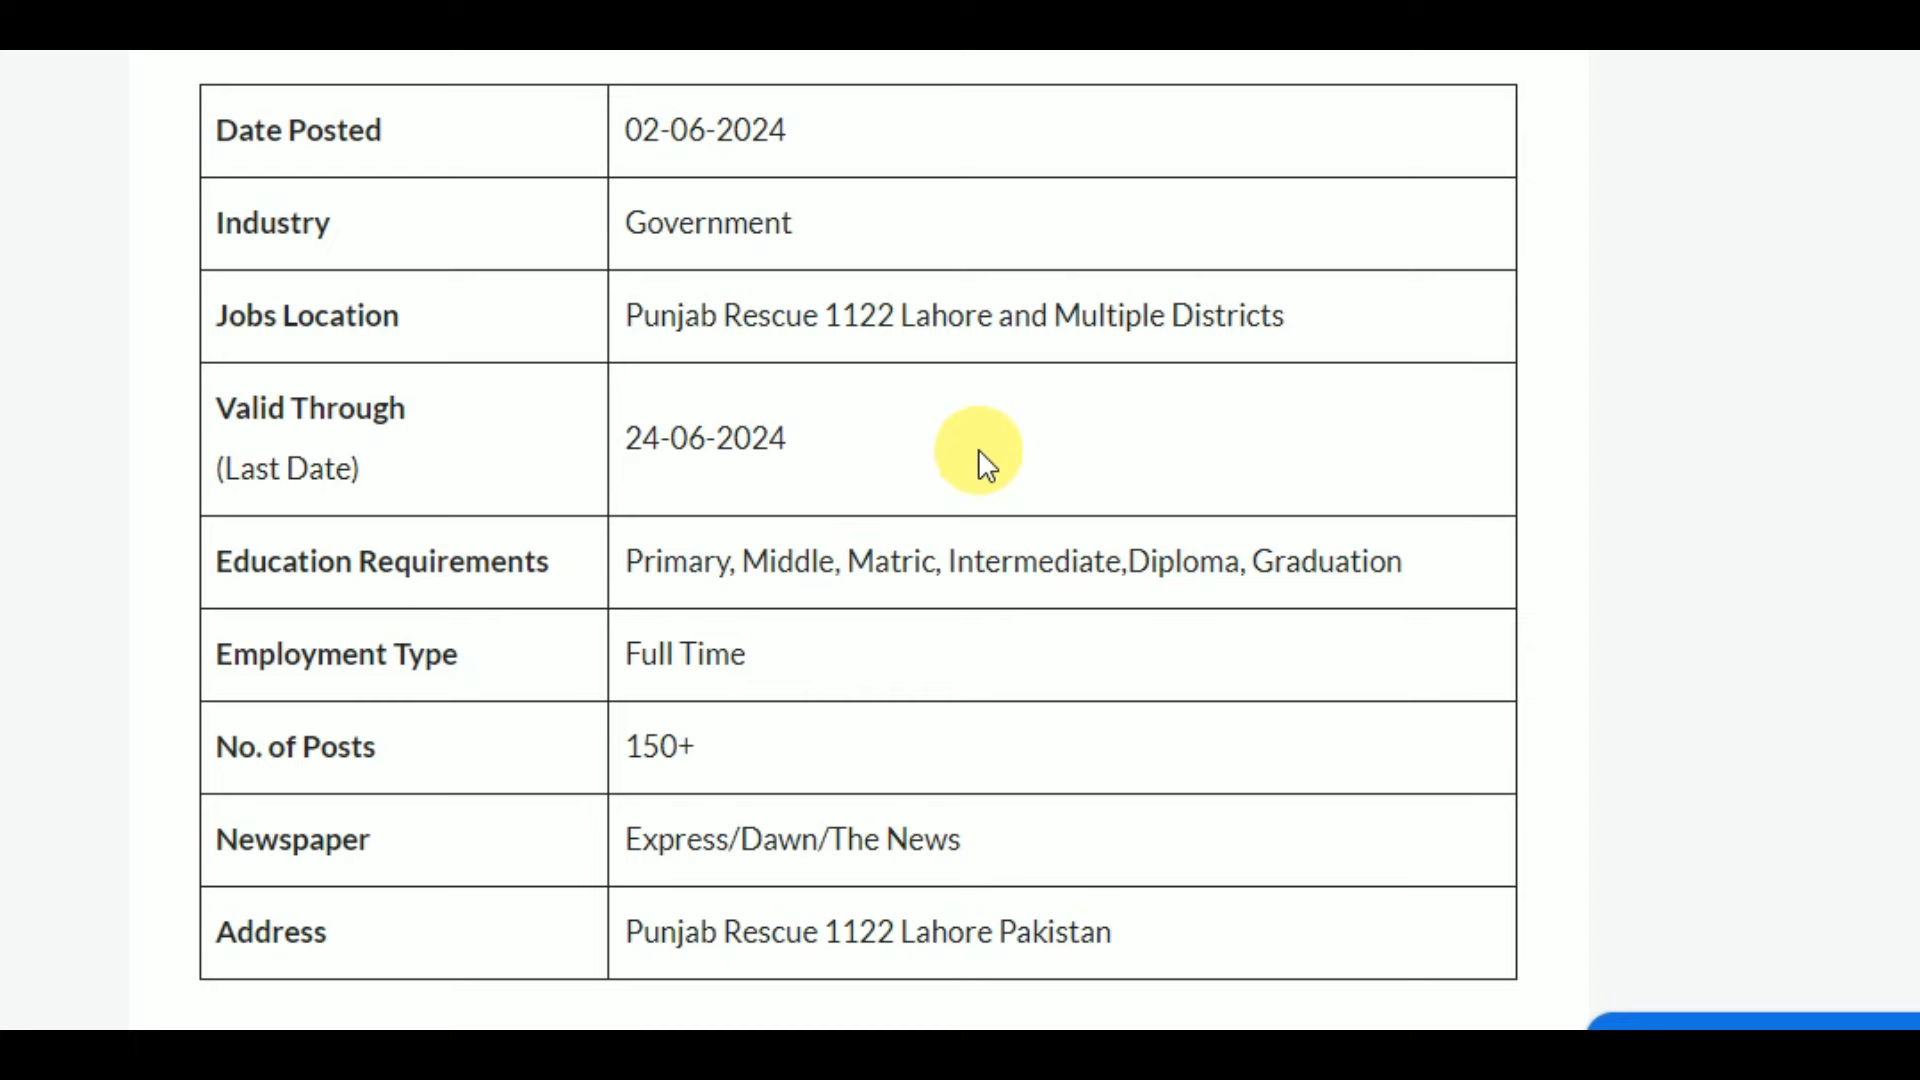 Date Posted 02-06-2024
Industry Government
Jobs Location Punjab Rescue 1122 Lahore and Multiple Districts
Valid Through
(Last Date) 24-06-2024
Education Requirements Primary, Middle, Matric, Intermediate,Diploma, Graduation
Employment Type Full Time
No. of Posts 150+
Newspaper Express/Dawn/The News
Address Punjab Rescue 1122 Lahore Pakistan